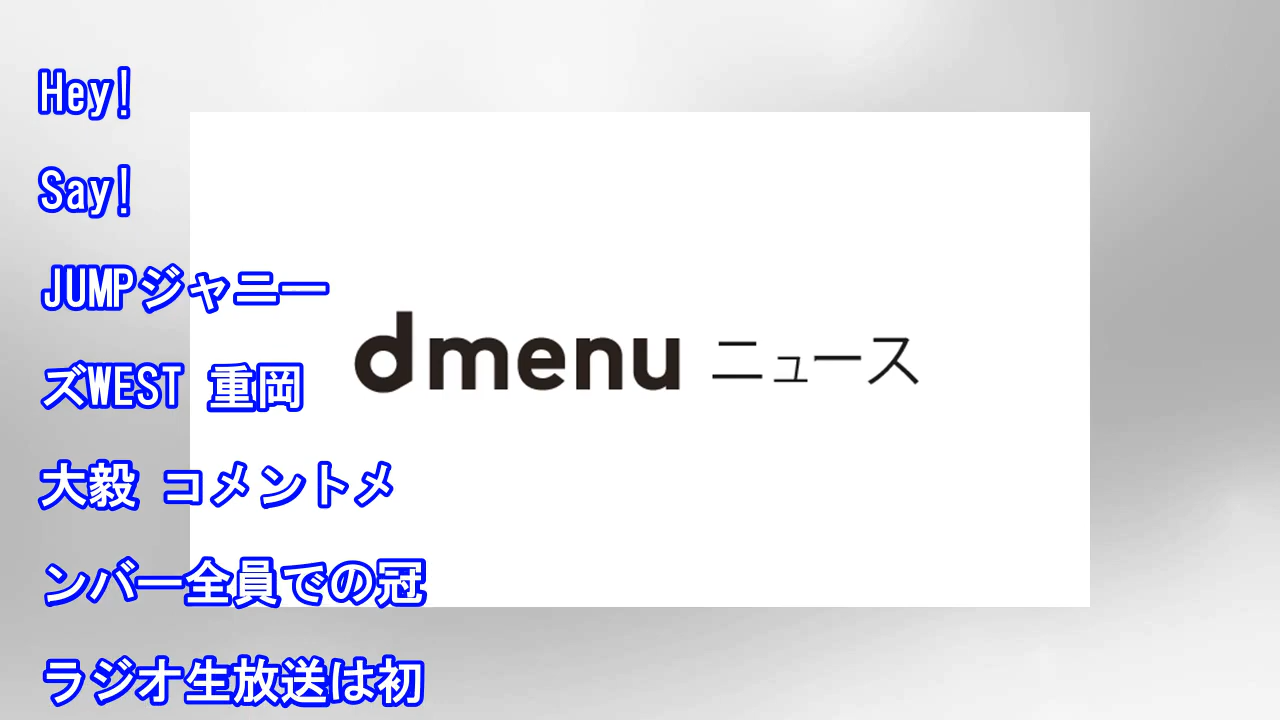 Hey!
Say!
JUMPジャニー
ズWEST 重岡
大毅 コメントメ
ンバー全員での冠
ラジオ生放送は初
dmenu ニュース